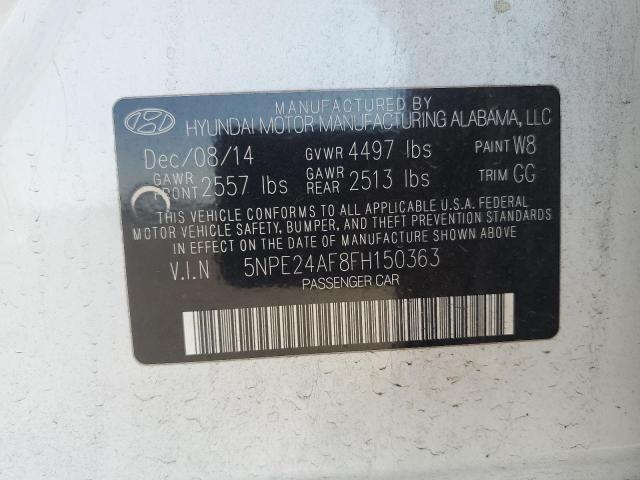 MANUFACTURED BY
HYUNDAI MOTOR MANUFACTURING ALABAMA, LLC
Dec/08/14 GVWR 4497 lbs PAINT W8
GAWR FRONT 2557 lbs GAWR REAR 2513 lbs TRIM GG
THIS VEHICLE CONFORMS TO ALL APPLICABLE U.S.A. FEDERAL
MOTOR VEHICLE SAFETY, BUMPER, AND THEFT PREVENTION STANDARDS
IN EFFECT ON THE DATE OF MANUFACTURE SHOWN ABOVE
V.I.N 5NPE24AF8FH150363
PASSENGER CAR